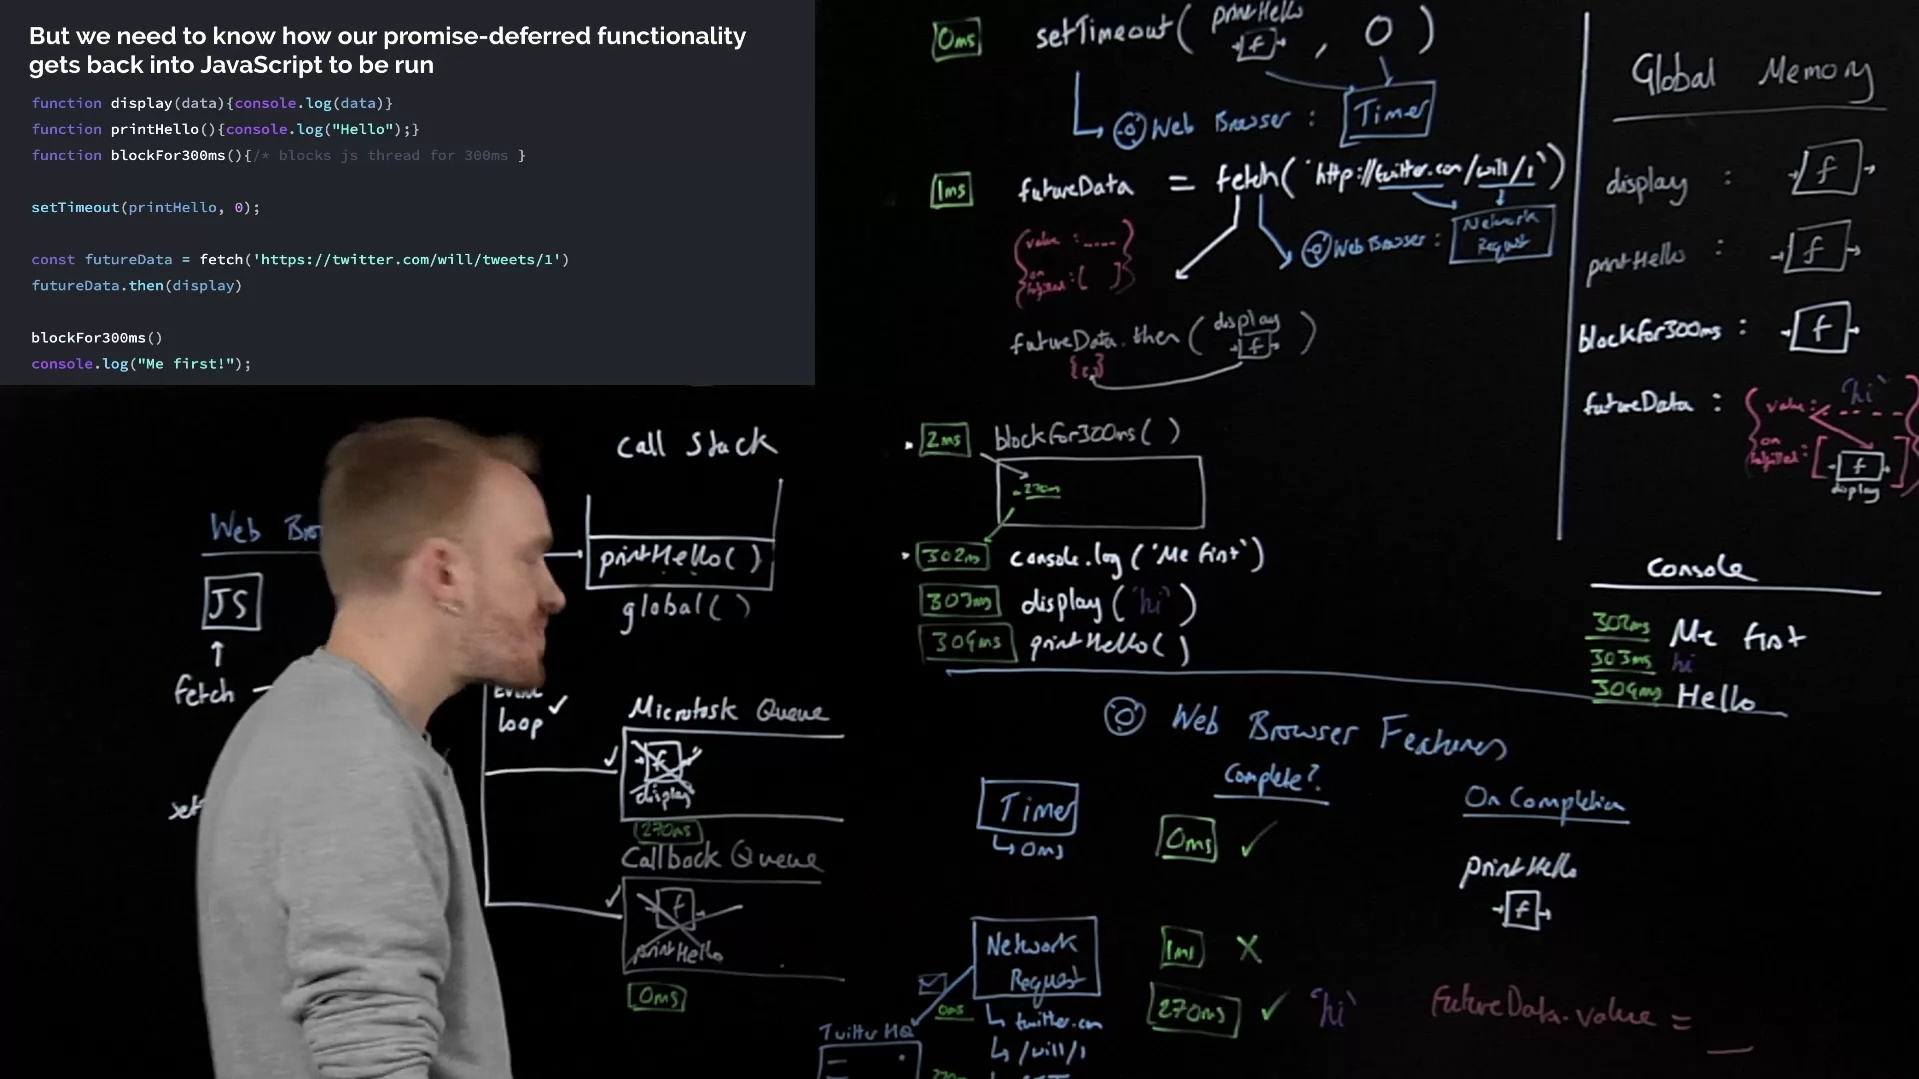 But we need to know how our promise-deferred functionality
gets back into JavaScript to be run
function display(data){console.log(data)}
function printHello(){console.log("Hello");}
function blockFor300ms(){/* blocks js thread for 300ms }
setTimeout(printHello, 0);
const futureData = fetch('https://twitter.com/will/tweets/1')
futureData.then(display)
blockFor300ms()
console.log("Me first!");
0ms setTimeout( printHello f , 0 )
Web Browser : Timer
1ms futureData = fetch('http://twitter.com/will/1')
value :
on
fulfilled : [ ]
Web Browser : Network
Request
futureData.then ( display f )
2ms blockFor300ms( )
270ms
302ms console.log ('Me first')
303ms display ('hi')
304ms printHello( )
Global Memory
display : f
printHello : f
blockFor300ms : f
futureData : value: 'hi'
on
fulfilled: [ f ]
display
Console
302ms Me first
303ms hi
304ms Hello
Call Stack
printHello( )
global( )
Web Bro
JS
fetch
set
Event
loop
Microtask Queue
f
display
270ms
Callback Queue
f
printHello
0ms
Web Browser Features
Complete?
On Completion
Timer
0ms
0ms
printHello
f
Network
Request
twitter.com
/will/1
1ms X
270ms 'hi'
futureData.value =
0ms
Twitter HQ